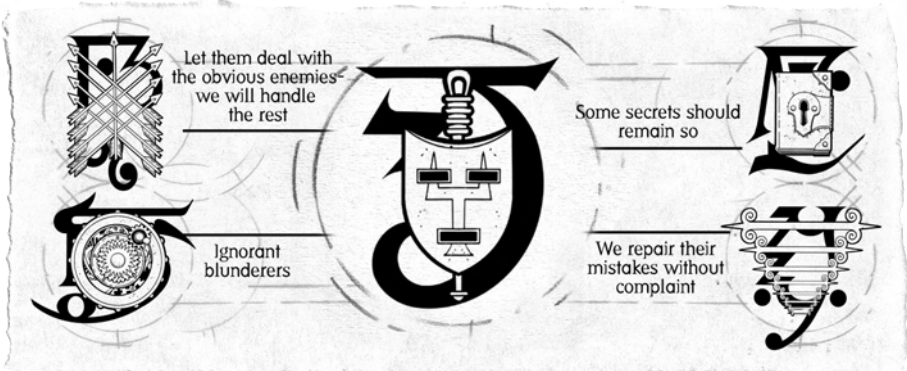 Let them deal with
the obvious enemies-
we will handle
the rest
Some secrets should
remain so
Ignorant
blunderers
We repair their
mistakes without
complaint